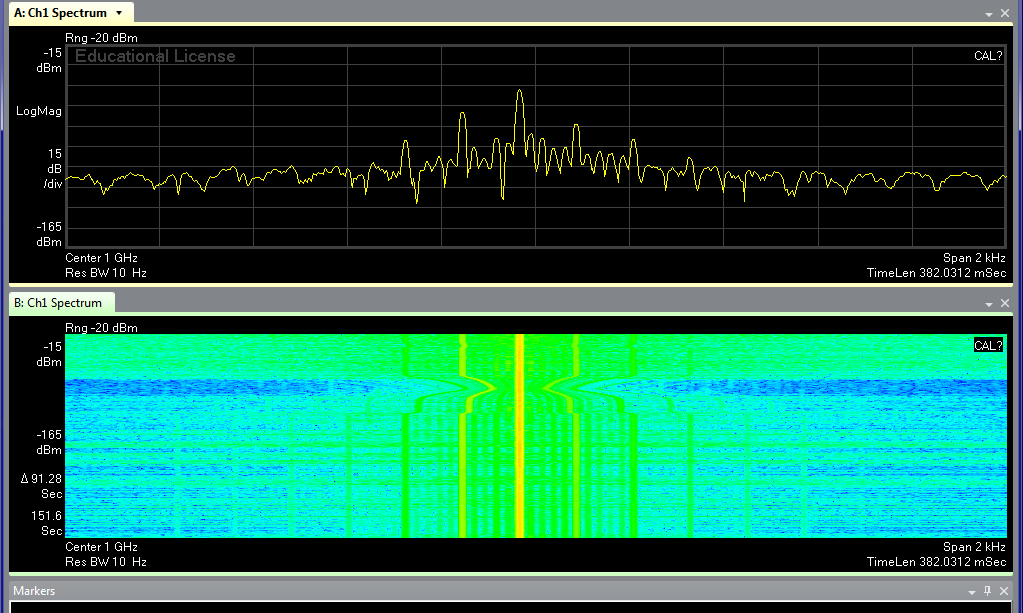 A: Ch1 Spectrum
Rng -20 dBm
-15
dBm
Educational License
CAL?
LogMag
15
dB
/div
-165
dBm
Center 1 GHz
Span 2 kHz
Res BW 10 Hz
TimeLen 382.0312 mSec
B: Ch1 Spectrum
Rng -20 dBm
-15
dBm
CAL?
-165
dBm
Δ 91.28
Sec
151.6
Sec
Center 1 GHz
Span 2 kHz
Res BW 10 Hz
TimeLen 382.0312 mSec
Markers